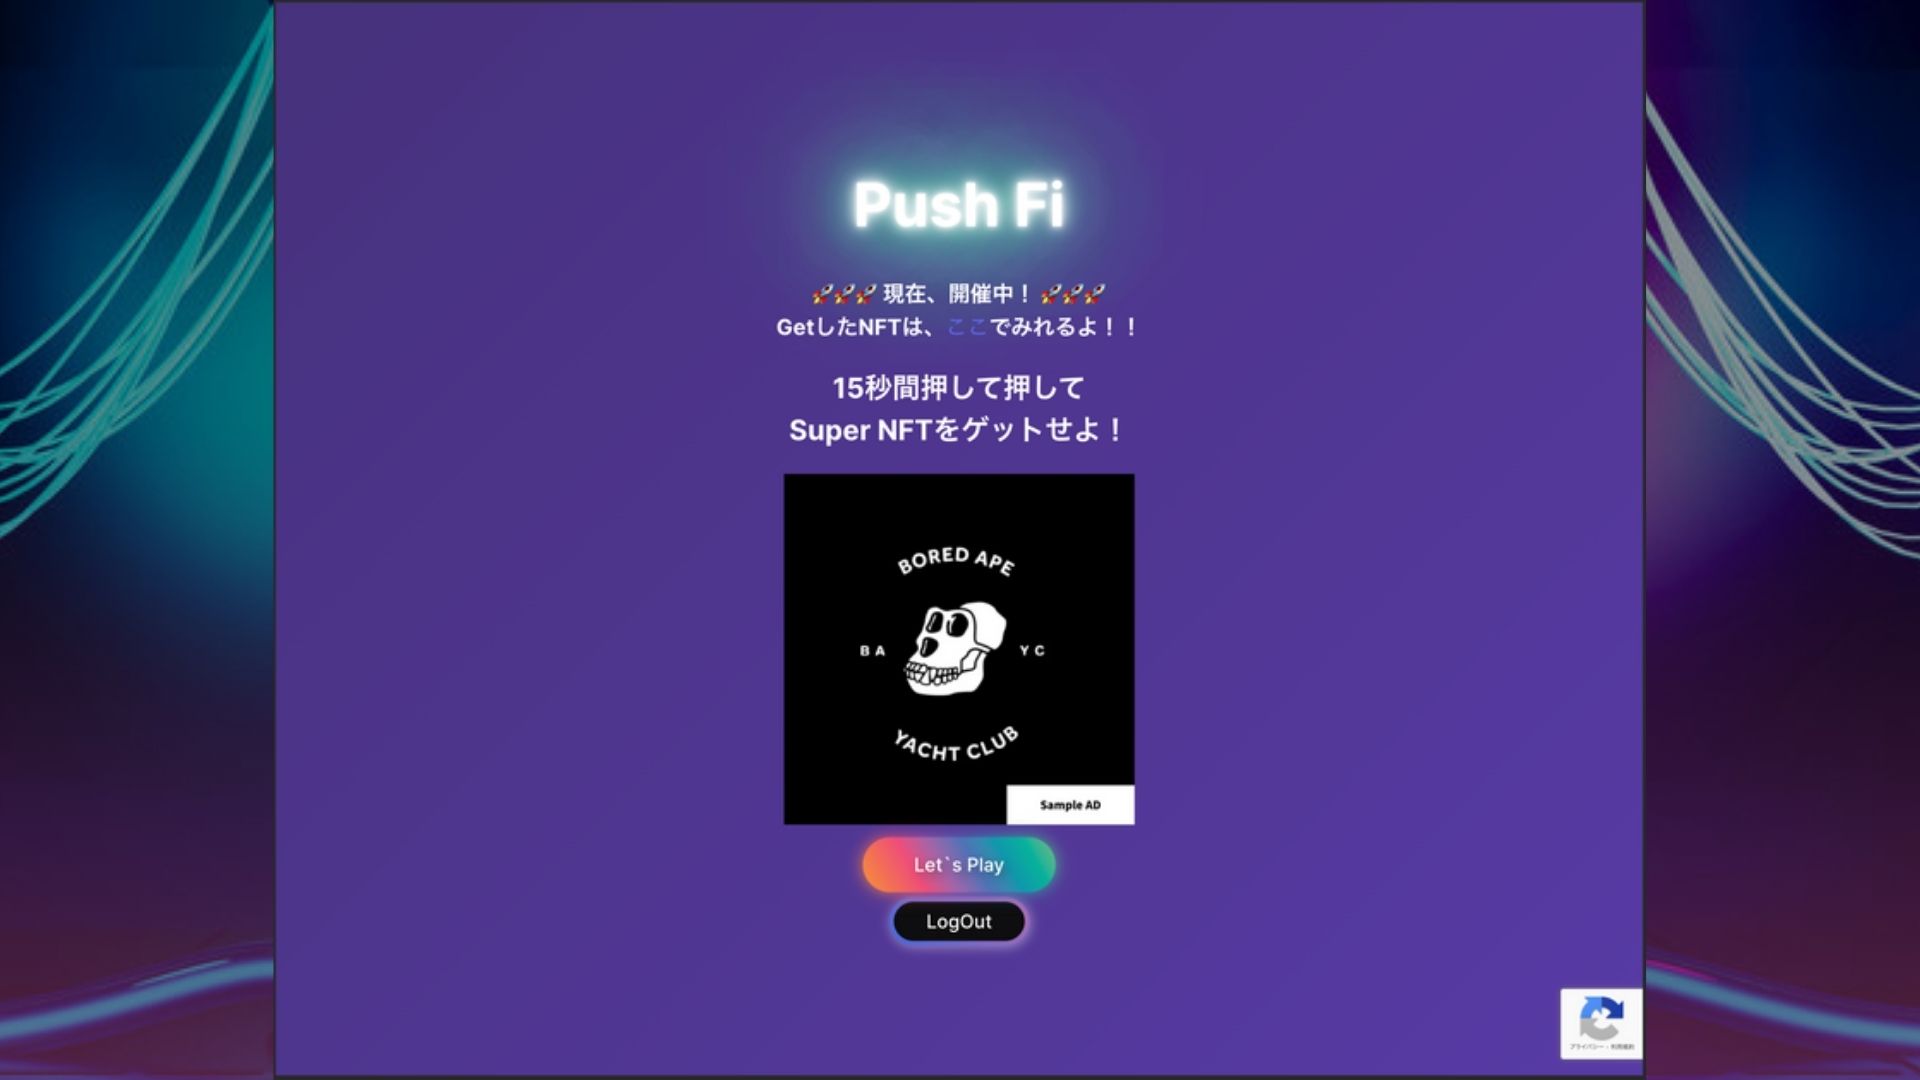 Push Fi
🚀🚀🚀 現在、開催中！ 🚀🚀🚀
GetしたNFTは、ここでみれるよ！！
15秒間押して押して
Super NFTをゲットせよ！
BORED APE
BA YC
YACHT CLUB
Sample AD
Let`s Play
LogOut
プライバシー - 利用規約